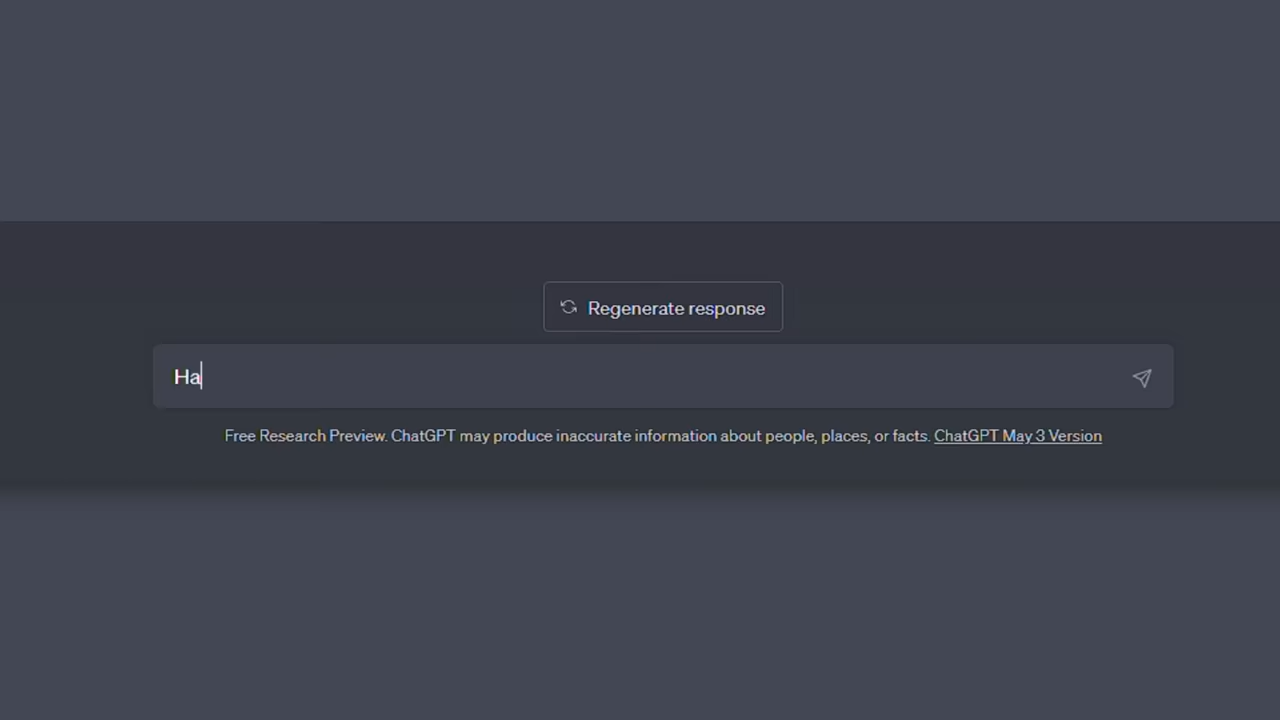 Regenerate response
Ha
Free Research Preview. ChatGPT may produce inaccurate information about people, places, or facts. ChatGPT May 3 Version